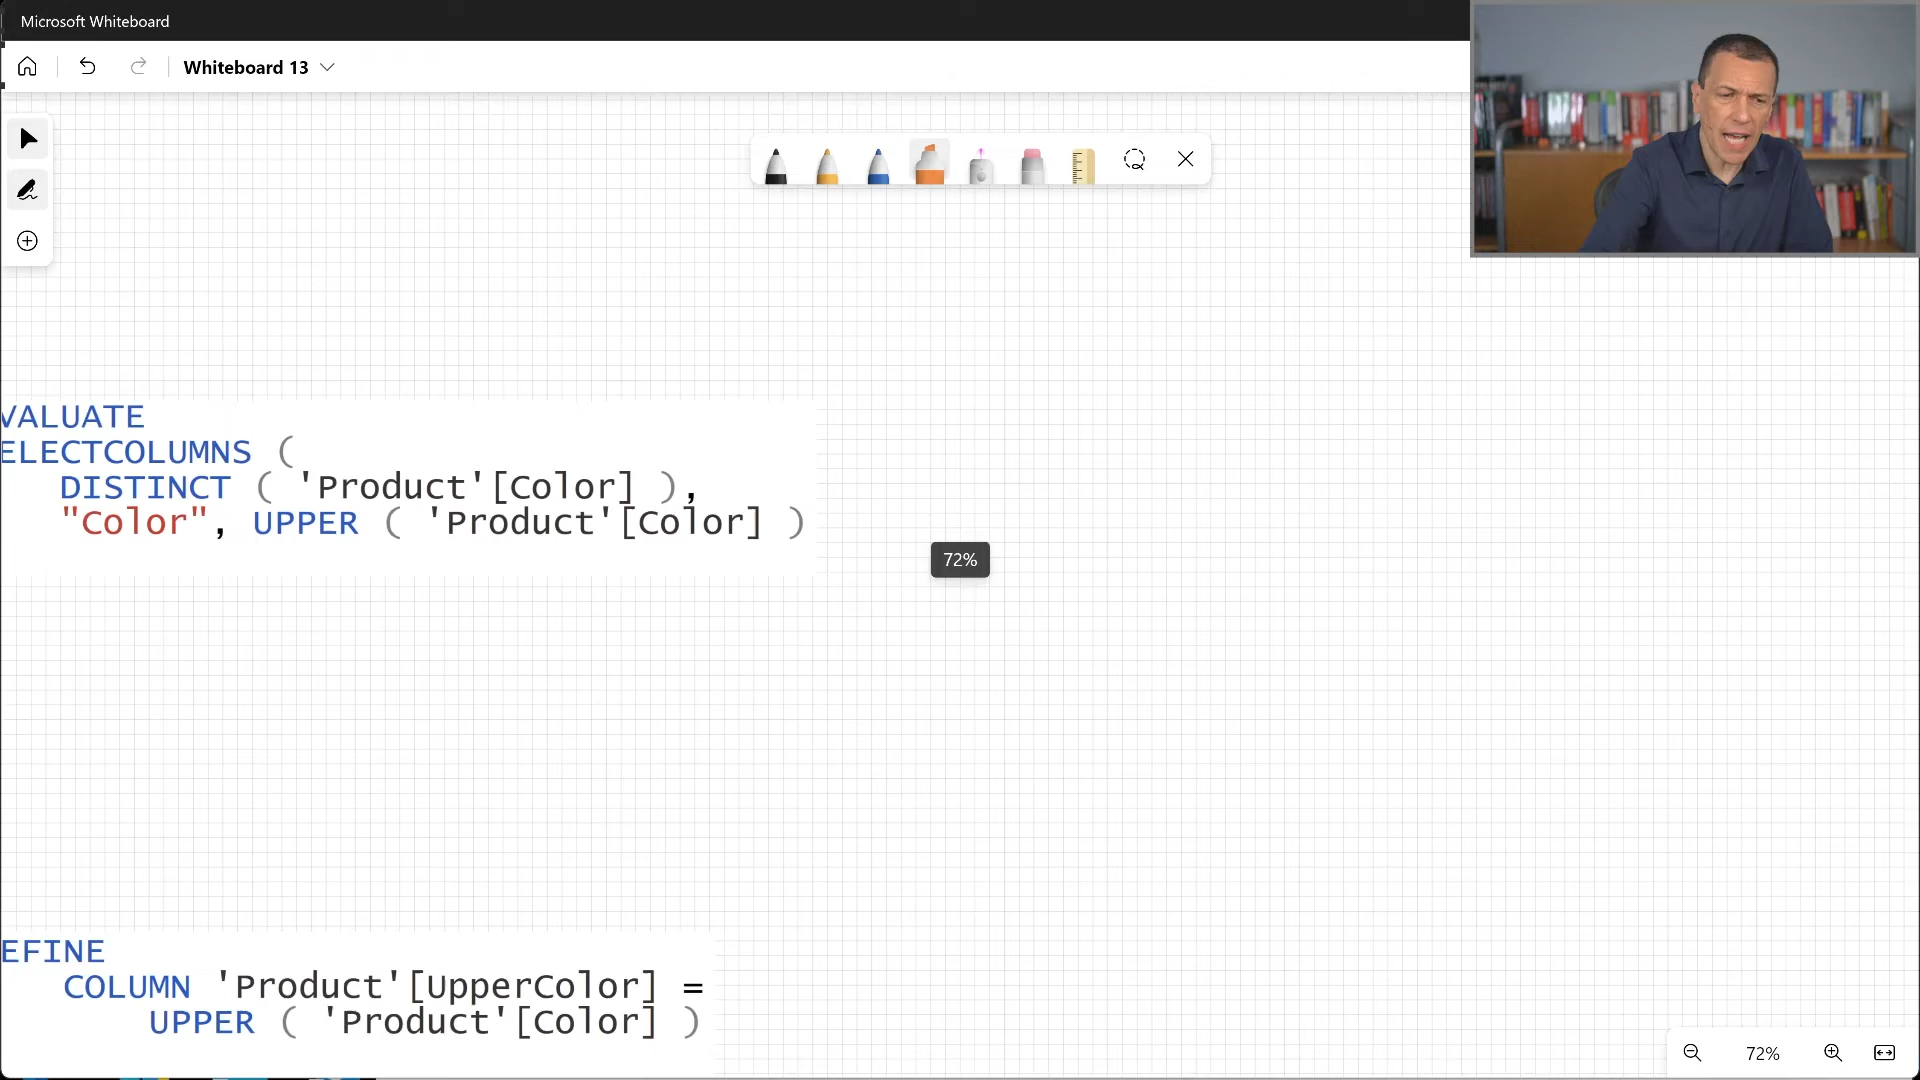 Microsoft Whiteboard
Whiteboard 13
VALUATE
ELECTCOLUMNS (
DISTINCT ( 'Product'[Color] ),
"Color", UPPER ( 'Product'[Color] )
72%
EFINE
COLUMN 'Product'[UpperColor] =
UPPER ( 'Product'[Color] )
72%